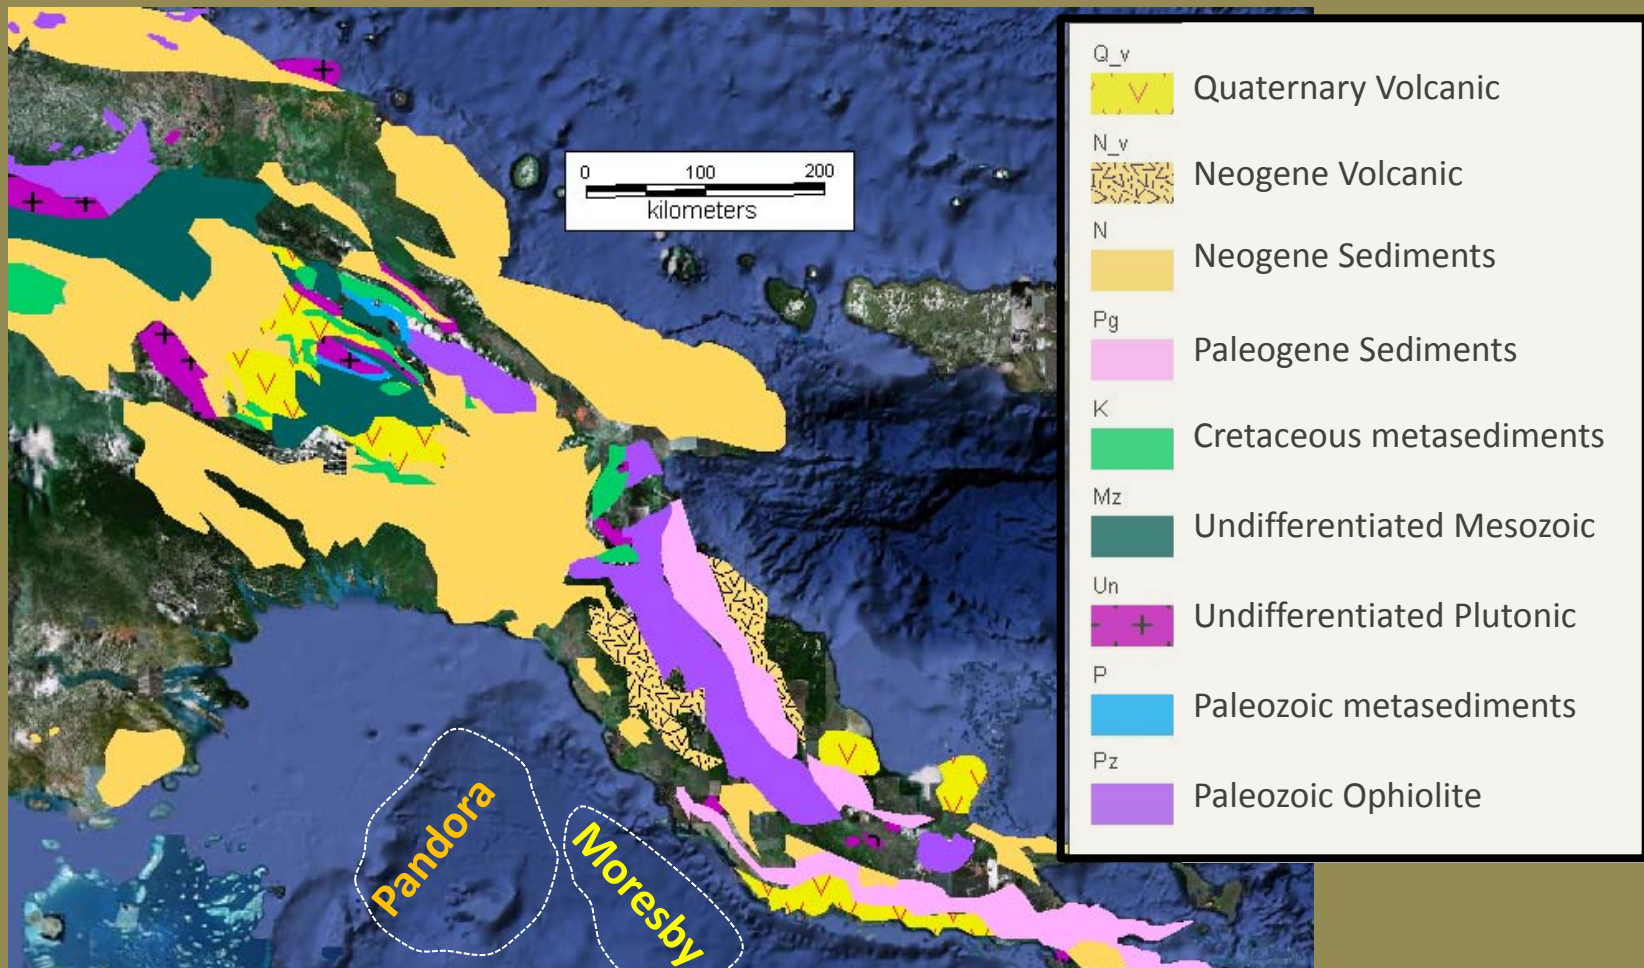 0 100 200
kilometers
Pandora
Moresby
Q_v
Quaternary Volcanic
N_v
Neogene Volcanic
N
Neogene Sediments
Pg
Paleogene Sediments
K
Cretaceous metasediments
Mz
Undifferentiated Mesozoic
Un
Undifferentiated Plutonic
P
Paleozoic metasediments
Pz
Paleozoic Ophiolite